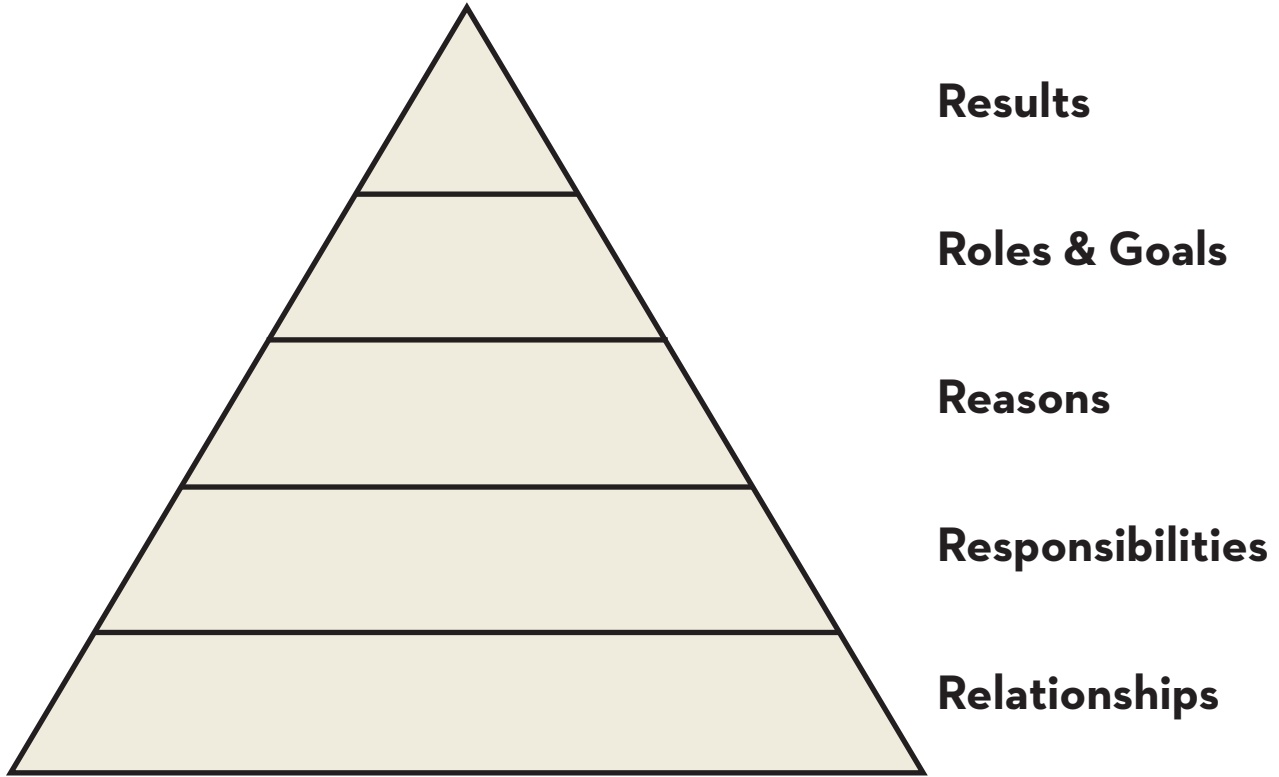 Results
Roles & Goals
Reasons
Responsibilities
Relationships